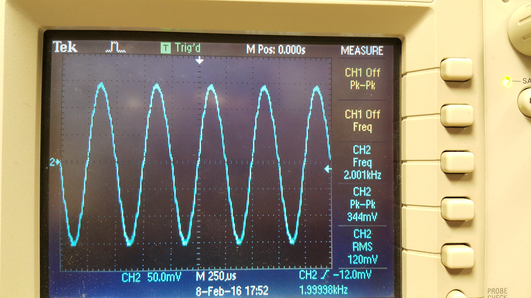 Tek T Trig'd M Pos: 0.000s MEASURE
CH1 Off
Pk-Pk
CH1 Off
Freq
CH2
Freq
2.001kHz
CH2
Pk-Pk
344mV
CH2
RMS
120mV
2
CH2 50.0mV M 250µs CH2 -12.0mV
8-Feb-16 17:52 1.99998kHz
PROBE
CHECK